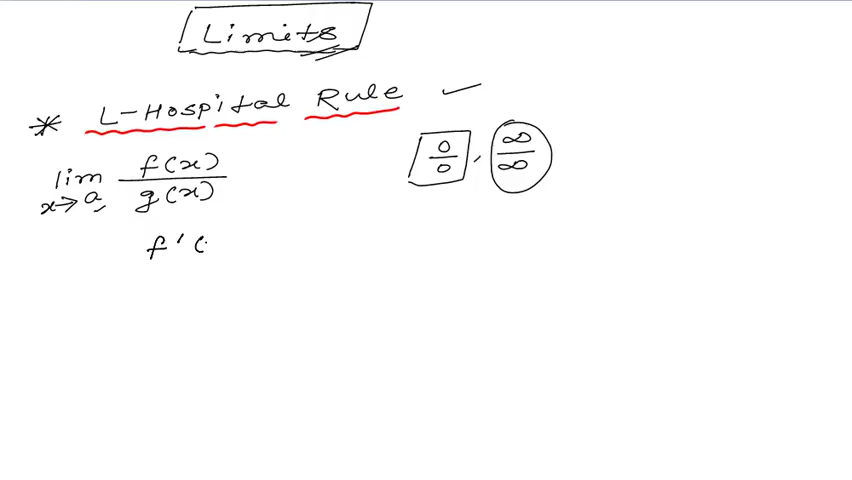 Limits
* L-Hospital Rule ✓
lim x→a f(x)/g(x)    0/0 , ∞/∞
f'(